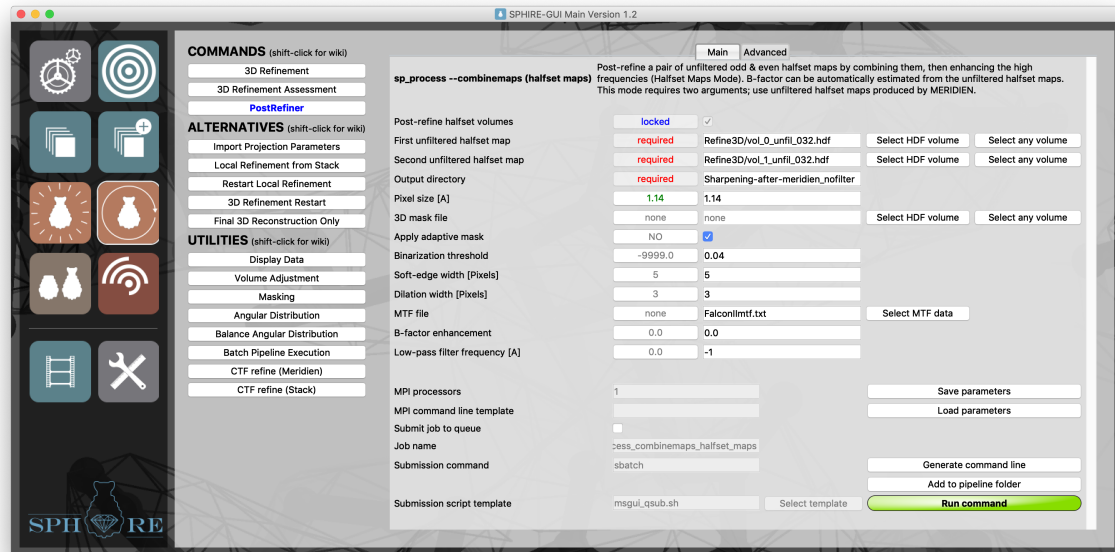 SPHIRE-GUI Main Version 1.2
COMMANDS (shift-click for wiki)
3D Refinement
3D Refinement Assessment
PostRefiner
ALTERNATIVES (shift-click for wiki)
Import Projection Parameters
Local Refinement from Stack
Restart Local Refinement
3D Refinement Restart
Final 3D Reconstruction Only
UTILITIES (shift-click for wiki)
Display Data
Volume Adjustment
Masking
Angular Distribution
Balance Angular Distribution
Batch Pipeline Execution
CTF refine (Meridien)
CTF refine (Stack)
SPHIRE
Main Advanced
sp_process --combinemaps (halfset maps)
Post-refine a pair of unfiltered odd & even halfset maps by combining them, then enhancing the high
frequencies (Halfset Maps Mode). B-factor can be automatically estimated from the unfiltered halfset maps.
This mode requires two arguments; use unfiltered halfset maps produced by MERIDIEN.
Post-refine halfset volumes locked
First unfiltered halfset map required Refine3D/vol_0_unfil_032.hdf Select HDF volume Select any volume
Second unfiltered halfset map required Refine3D/vol_1_unfil_032.hdf Select HDF volume Select any volume
Output directory required Sharpening-after-meridien_nofilter
Pixel size [A] 1.14 1.14
3D mask file none none Select HDF volume Select any volume
Apply adaptive mask NO
Binarization threshold -9999.0 0.04
Soft-edge width [Pixels] 5 5
Dilation width [Pixels] 3 3
MTF file none FalconIImtf.txt Select MTF data
B-factor enhancement 0.0 0.0
Low-pass filter frequency [A] 0.0 -1
MPI processors 1 Save parameters
MPI command line template Load parameters
Submit job to queue
Job name cess_combinemaps_halfset_maps
Submission command sbatch Generate command line
Add to pipeline folder
Submission script template msgui_qsub.sh Select template Run command